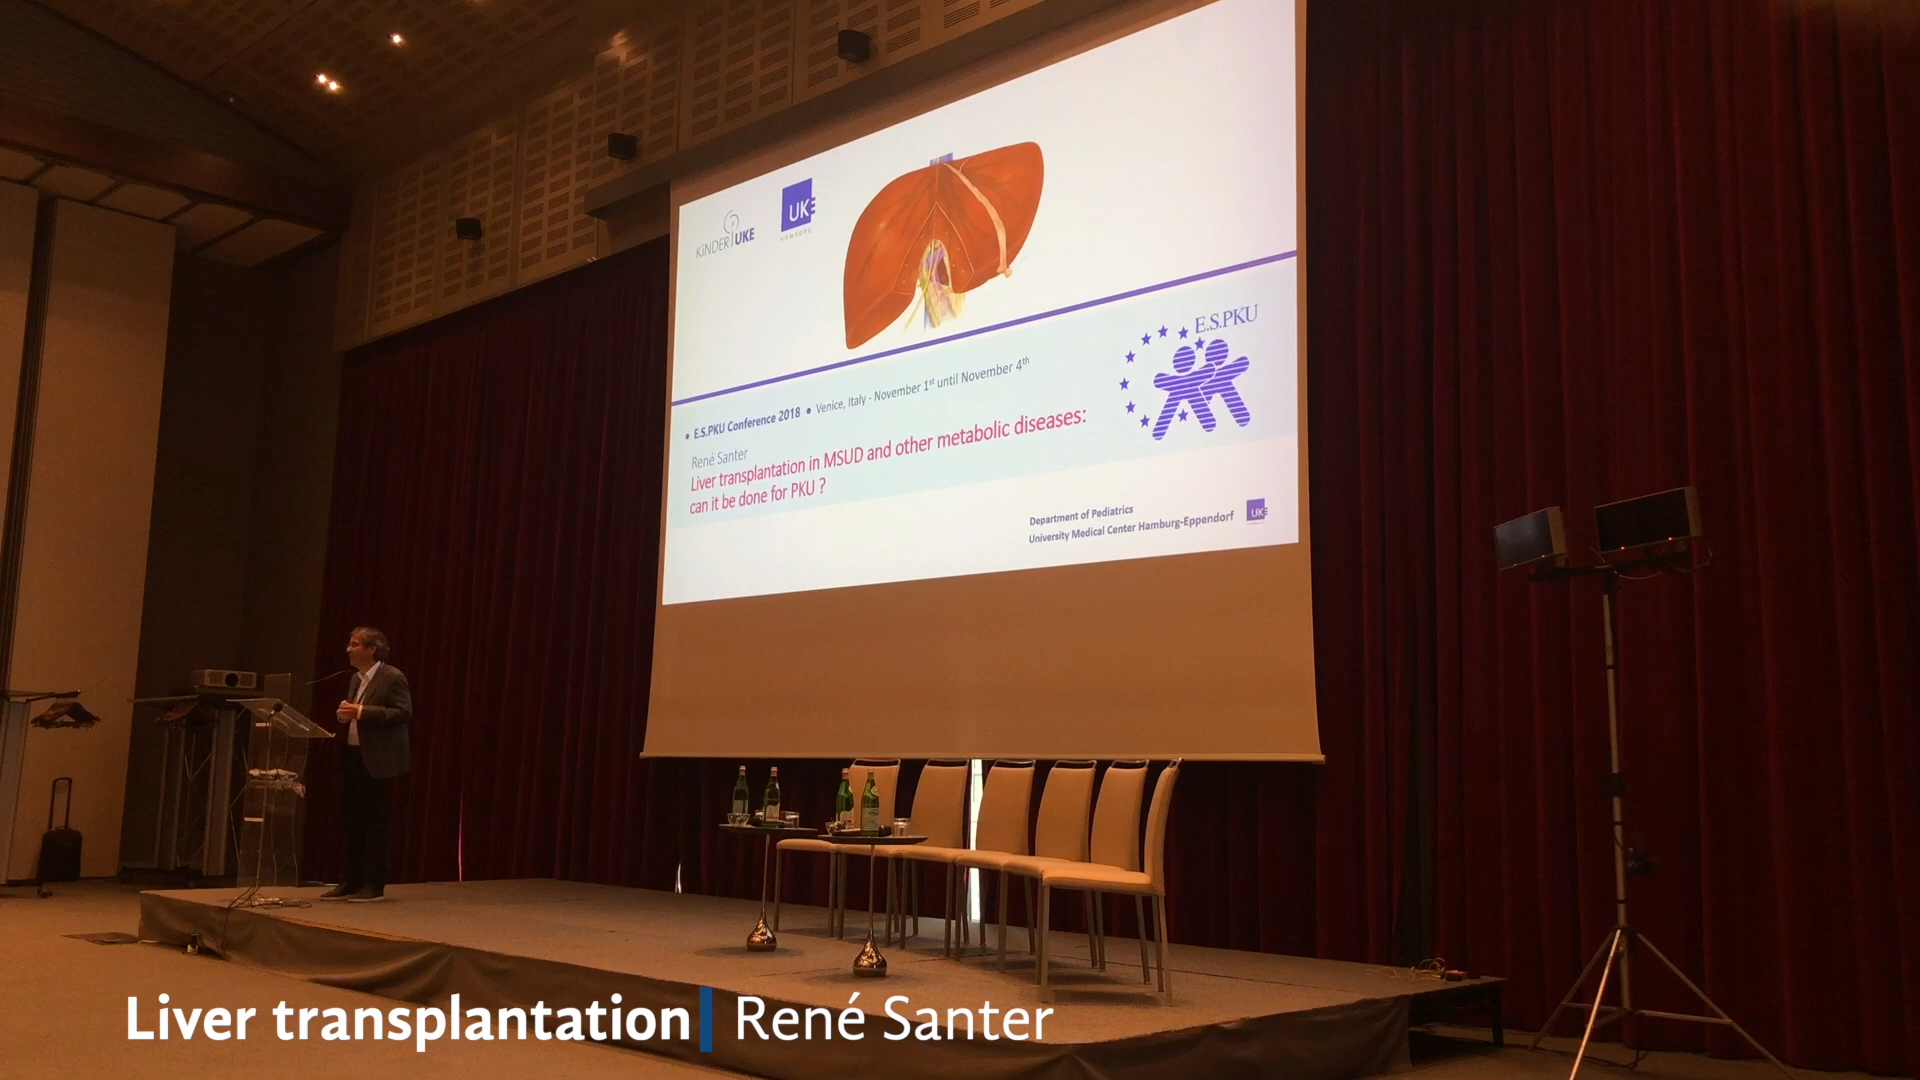 KiNDER UKE
UKE
HAMBURG
E.S.PKU
• E.S.PKU Conference 2018 • Venice, Italy - November 1st until November 4th
René Santer
Liver transplantation in MSUD and other metabolic diseases:
can it be done for PKU ?
Department of Pediatrics
University Medical Center Hamburg-Eppendorf
UKE
Liver transplantation | René Santer